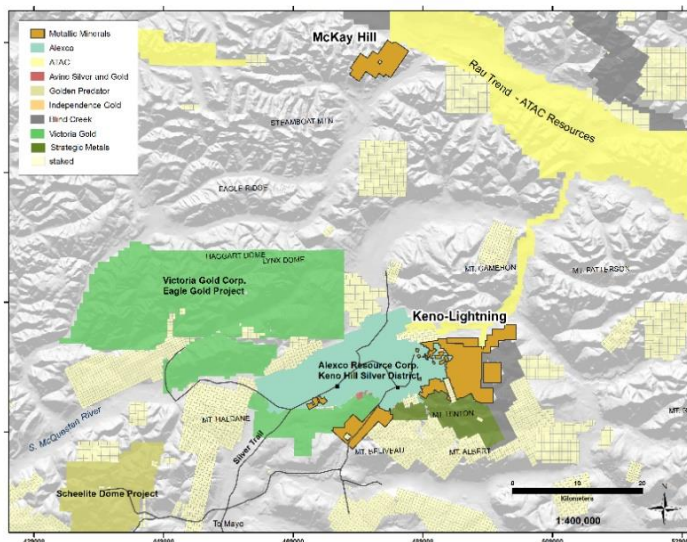 Metallic Minerals
Alexco
ATAC
Avino Silver and Gold
Golden Predator
Independence Gold
Blind Creek
Victoria Gold
Strategic Metals
staked
McKay Hill
Rau Trend - ATAC Resources
STEAMBOAT MTN
EAGLE RIDGE
HAGGART DOME
LYNX DOME
MT. CAMERON
MT. PATTERSON
Victoria Gold Corp.
Eagle Gold Project
Keno-Lightning
Alexco Resource Corp.
Keno Hill Silver District
S. McQuesten River
MT. HALDANE
MT. HINTON
Silver Trail
MT. BELIVEAU
MT. ALBERT
Scheelite Dome Project
To Mayo
0
10
20
Kilometers
1:400,000
N